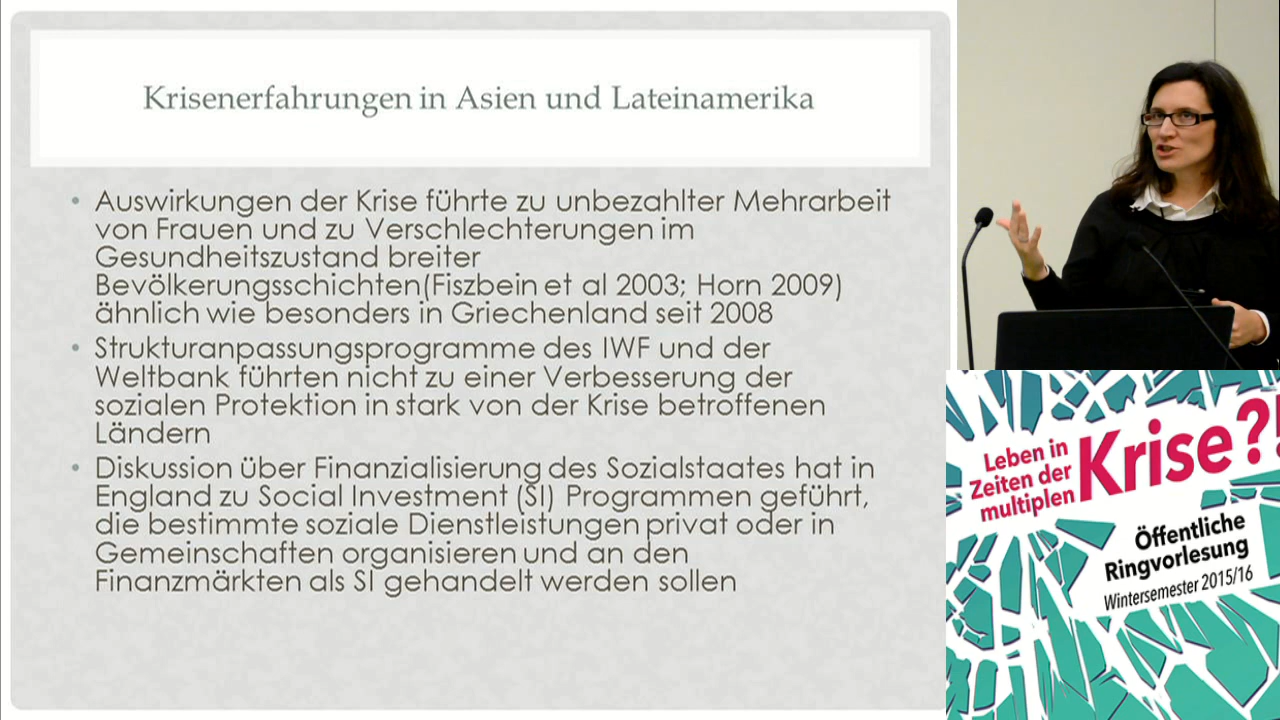 Krisenerfahrungen in Asien und Lateinamerika
• Auswirkungen der Krise führte zu unbezahlter Mehrarbeit
von Frauen und zu Verschlechterungen im
Gesundheitszustand breiter
Bevölkerungsschichten(Fiszbein et al 2003; Horn 2009)
ähnlich wie besonders in Griechenland seit 2008
• Strukturanpassungsprogramme des IWF und der
Weltbank führten nicht zu einer Verbesserung der
sozialen Protektion in stark von der Krise betroffenen
Ländern
• Diskussion über Finanzialisierung des Sozialstaates hat in
England zu Social Investment (SI) Programmen geführt,
die bestimmte soziale Dienstleistungen privat oder in
Gemeinschaften organisieren und an den
Finanzmärkten als SI gehandelt werden sollen
Leben in
Zeiten der
multiplen
Krise?!
Öffentliche
Ringvorlesung
Wintersemester 2015/16